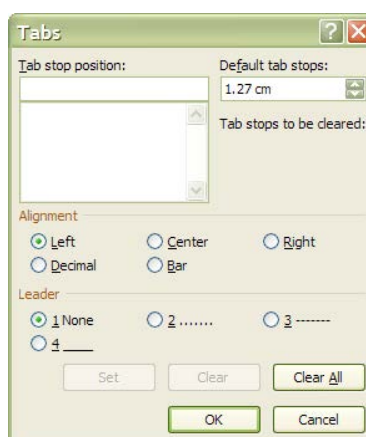 Tabs
Tab stop position:
Default tab stops:
1.27 cm
Tab stops to be cleared:
Alignment
Left
Center
Right
Decimal
Bar
Leader
1 None
2 .......
3 -------
4 ____
Set
Clear
Clear All
OK
Cancel